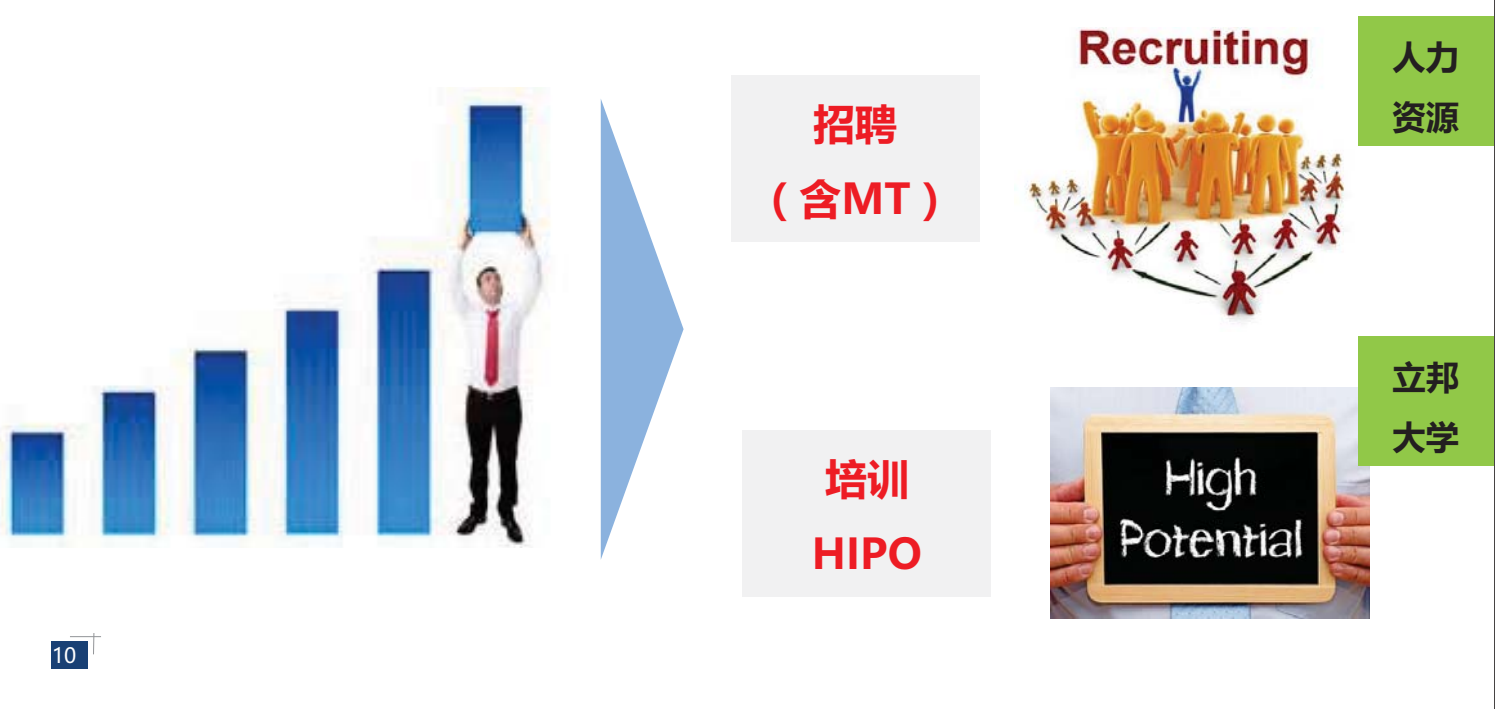 Recruiting
人力
资源
招聘
（含MT）
立邦
大学
培训
HIPO
High
Potential
10